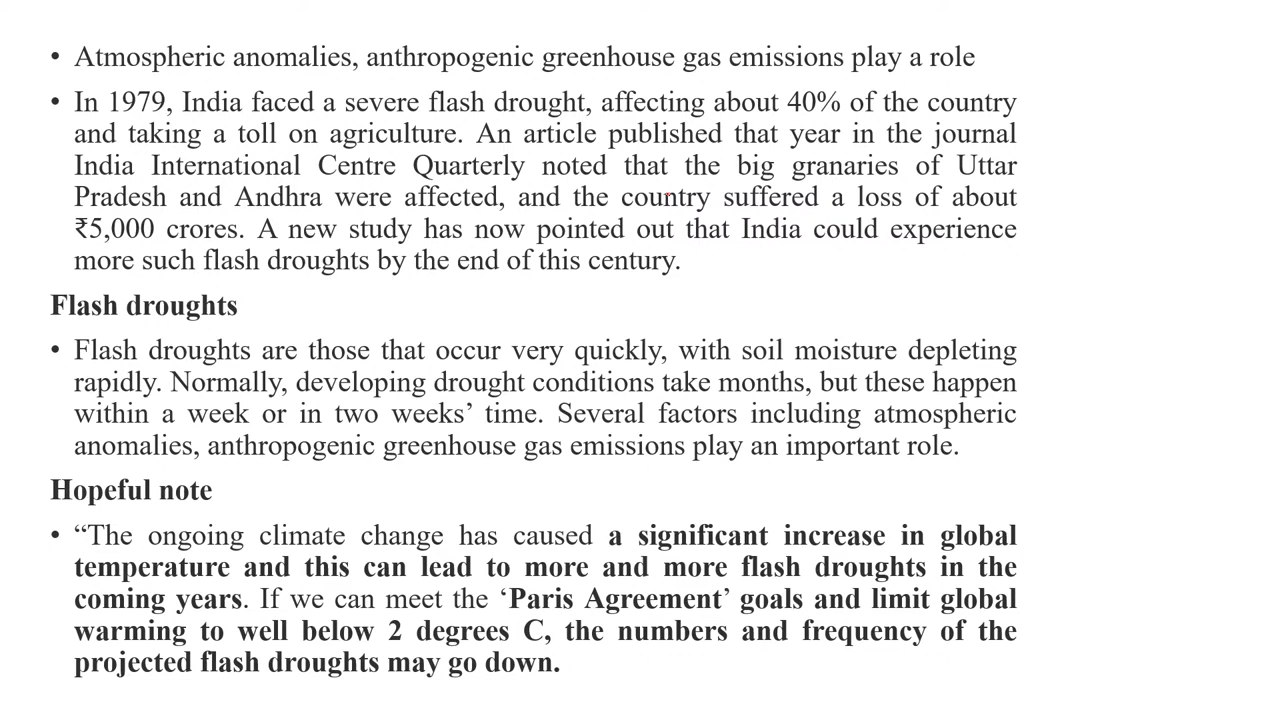 • Atmospheric anomalies, anthropogenic greenhouse gas emissions play a role
• In 1979, India faced a severe flash drought, affecting about 40% of the country
and taking a toll on agriculture. An article published that year in the journal
India International Centre Quarterly noted that the big granaries of Uttar
Pradesh and Andhra were affected, and the country suffered a loss of about
₹5,000 crores. A new study has now pointed out that India could experience
more such flash droughts by the end of this century.
Flash droughts
• Flash droughts are those that occur very quickly, with soil moisture depleting
rapidly. Normally, developing drought conditions take months, but these happen
within a week or in two weeks’ time. Several factors including atmospheric
anomalies, anthropogenic greenhouse gas emissions play an important role.
Hopeful note
• “The ongoing climate change has caused a significant increase in global
temperature and this can lead to more and more flash droughts in the
coming years. If we can meet the ‘Paris Agreement’ goals and limit global
warming to well below 2 degrees C, the numbers and frequency of the
projected flash droughts may go down.